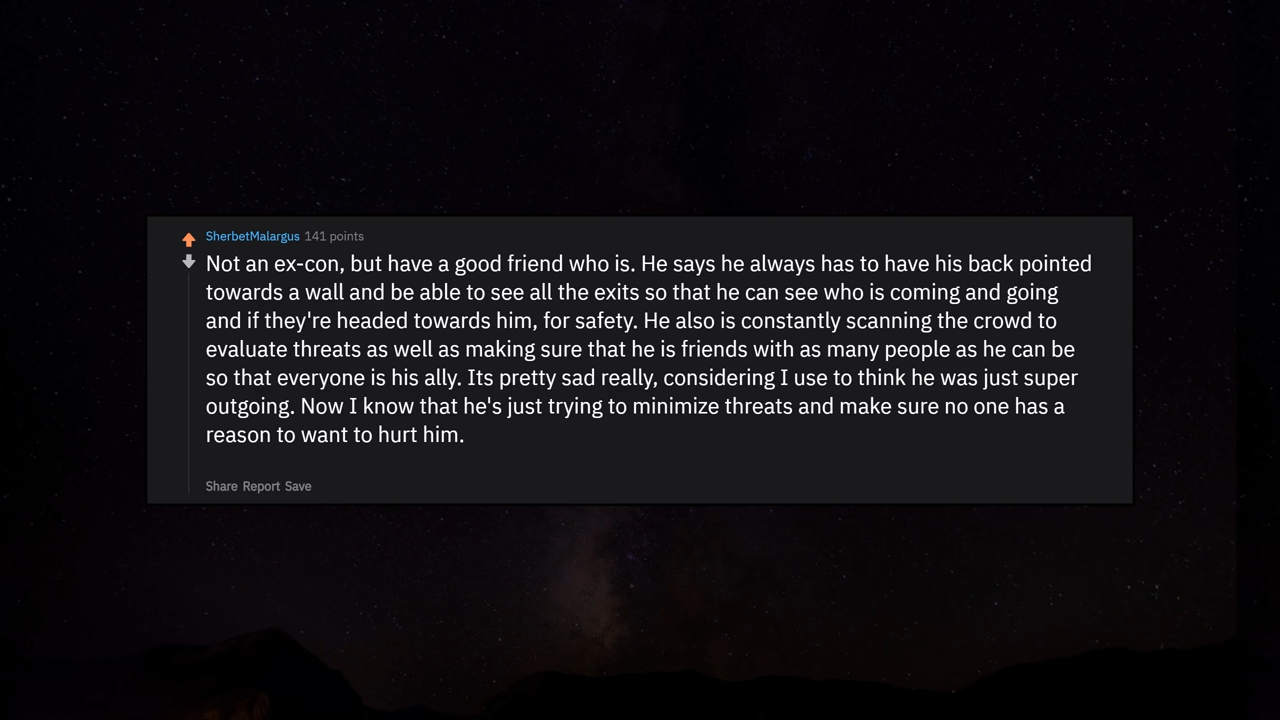 SherbetMalargus 141 points
Not an ex-con, but have a good friend who is. He says he always has to have his back pointed
towards a wall and be able to see all the exits so that he can see who is coming and going
and if they're headed towards him, for safety. He also is constantly scanning the crowd to
evaluate threats as well as making sure that he is friends with as many people as he can be
so that everyone is his ally. Its pretty sad really, considering I use to think he was just super
outgoing. Now I know that he's just trying to minimize threats and make sure no one has a
reason to want to hurt him.
Share Report Save